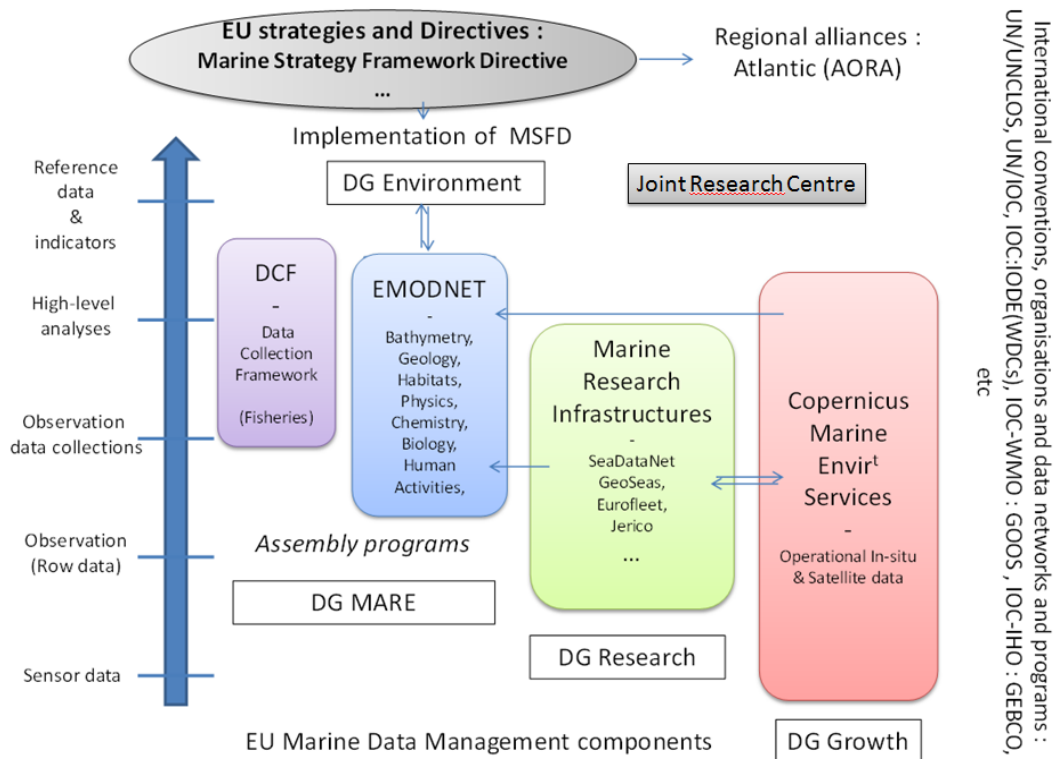 EU strategies and Directives :
Marine Strategy Framework Directive
...
Regional alliances :
Atlantic (AORA)
Implementation of MSFD
DG Environment
Joint Research Centre
Reference
data
&
indicators
High-level
analyses
Observation
data collections
Observation
(Row data)
Sensor data
DCF
-
Data
Collection
Framework
(Fisheries)
EMODNET
-
Bathymetry,
Geology,
Habitats,
Physics,
Chemistry,
Biology,
Human
Activities,
Marine
Research
Infrastructures
-
SeaDataNet
GeoSeas,
Eurofleet,
Jerico
...
Copernicus
Marine
Envirᵗ
Services
-
Operational In-situ
& Satellite data
Assembly programs
DG MARE
DG Research
DG Growth
EU Marine Data Management components
International conventions, organisations and data networks and programs :
UN/UNCLOS, UN/IOC, IOC:IODE(WDCs), IOC-WMO : GOOS , IOC-IHO : GEBCO,
etc